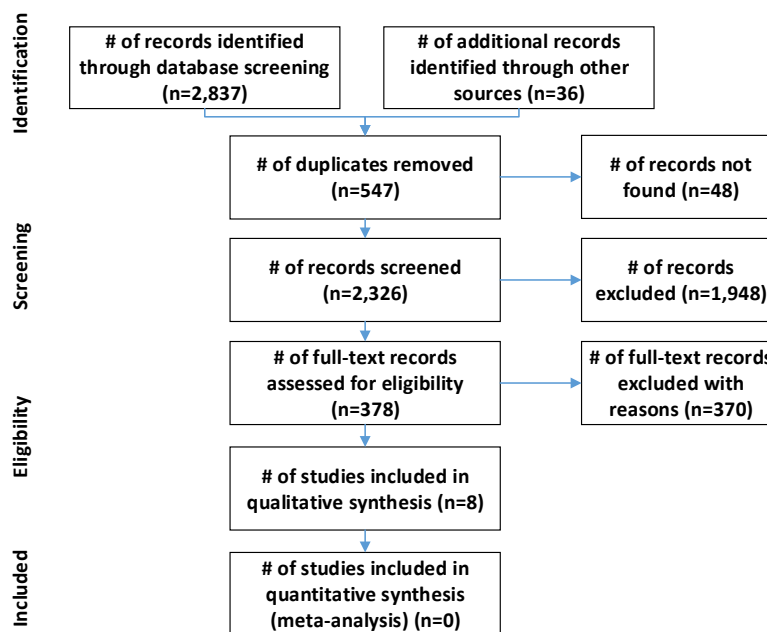 Identification
# of records identified
through database screening
(n=2,837)
# of additional records
identified through other
sources (n=36)
# of duplicates removed
(n=547)
# of records not
found (n=48)
Screening
# of records screened
(n=2,326)
# of records
excluded (n=1,948)
Eligibility
# of full-text records
assessed for eligibility
(n=378)
# of full-text records
excluded with
reasons (n=370)
# of studies included in
qualitative synthesis (n=8)
Included
# of studies included in
quantitative synthesis
(meta-analysis) (n=0)